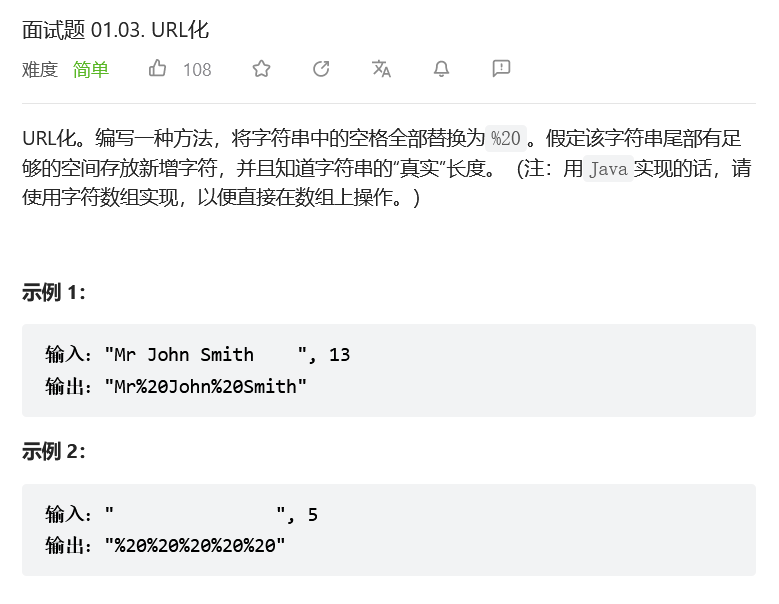 面试题 01.03. URL化
难度 简单 108
URL化。编写一种方法，将字符串中的空格全部替换为 %20 。假定该字符串尾部有足
够的空间存放新增字符，并且知道字符串的“真实”长度。（注：用 Java 实现的话，请
使用字符数组实现，以便直接在数组上操作。）
示例 1：
输入："Mr John Smith    ", 13
输出："Mr%20John%20Smith"
示例 2：
输入："               ", 5
输出："%20%20%20%20%20"